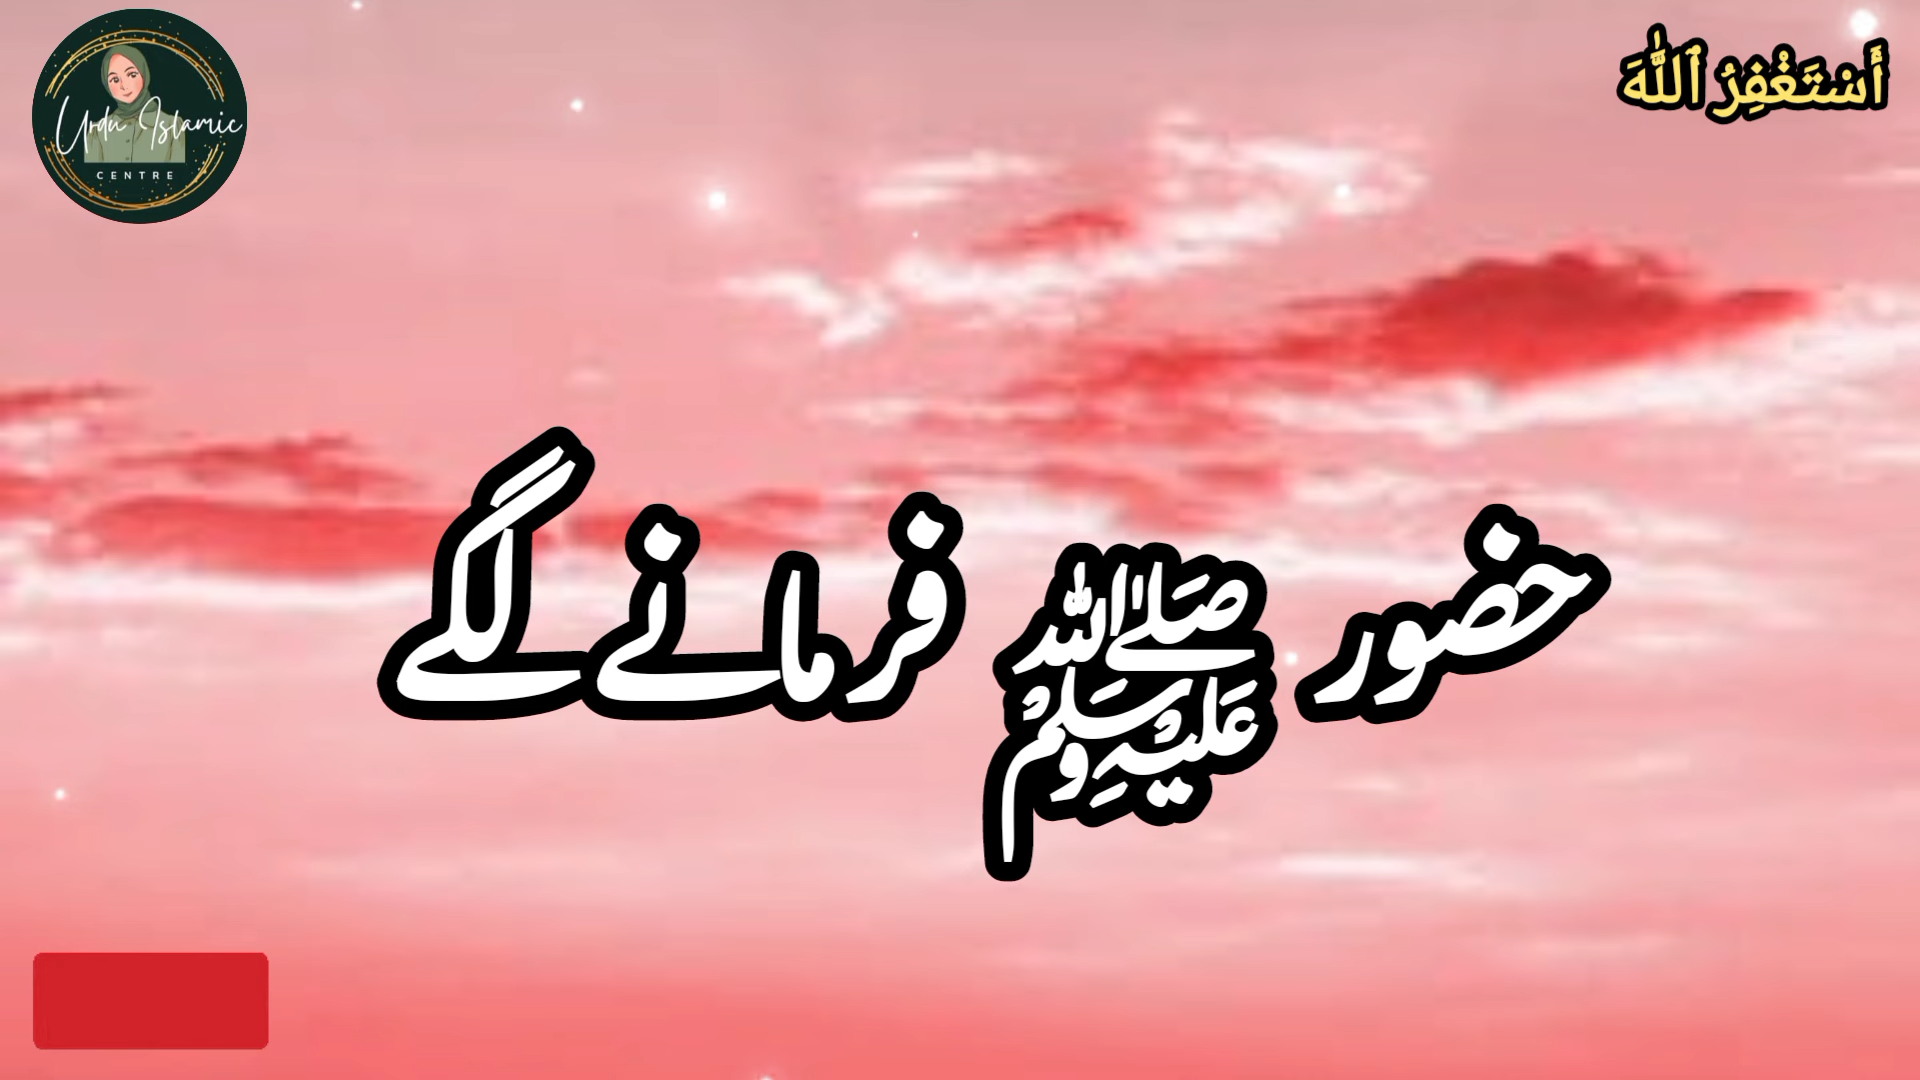 Urdu Islamic
CENTRE
أَسْتَغْفِرُ ٱللّٰهَ
حضور ﷺ فرمانے لگے